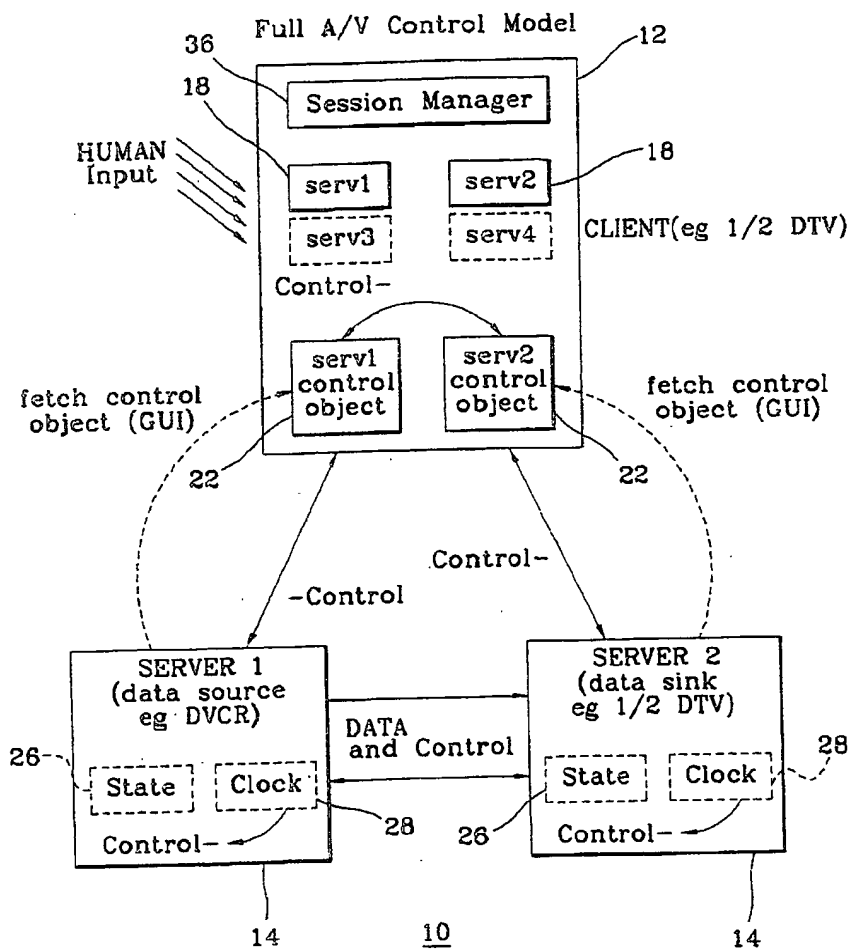 Full A/V Control Model
12
36
Session Manager
18
HUMAN
Input
serv1
serv2
18
serv3
serv4
CLIENT(eg 1/2 DTV)
Control-
serv1
control
object
serv2
control
object
fetch control
object (GUI)
fetch control
object (GUI)
22
22
Control-
-Control
SERVER 1
(data source
eg DVCR)
DATA
and Control
SERVER 2
(data sink
eg 1/2 DTV)
26
State
Clock
28
Control-
State
Clock
28
26
Control-
14
10
14